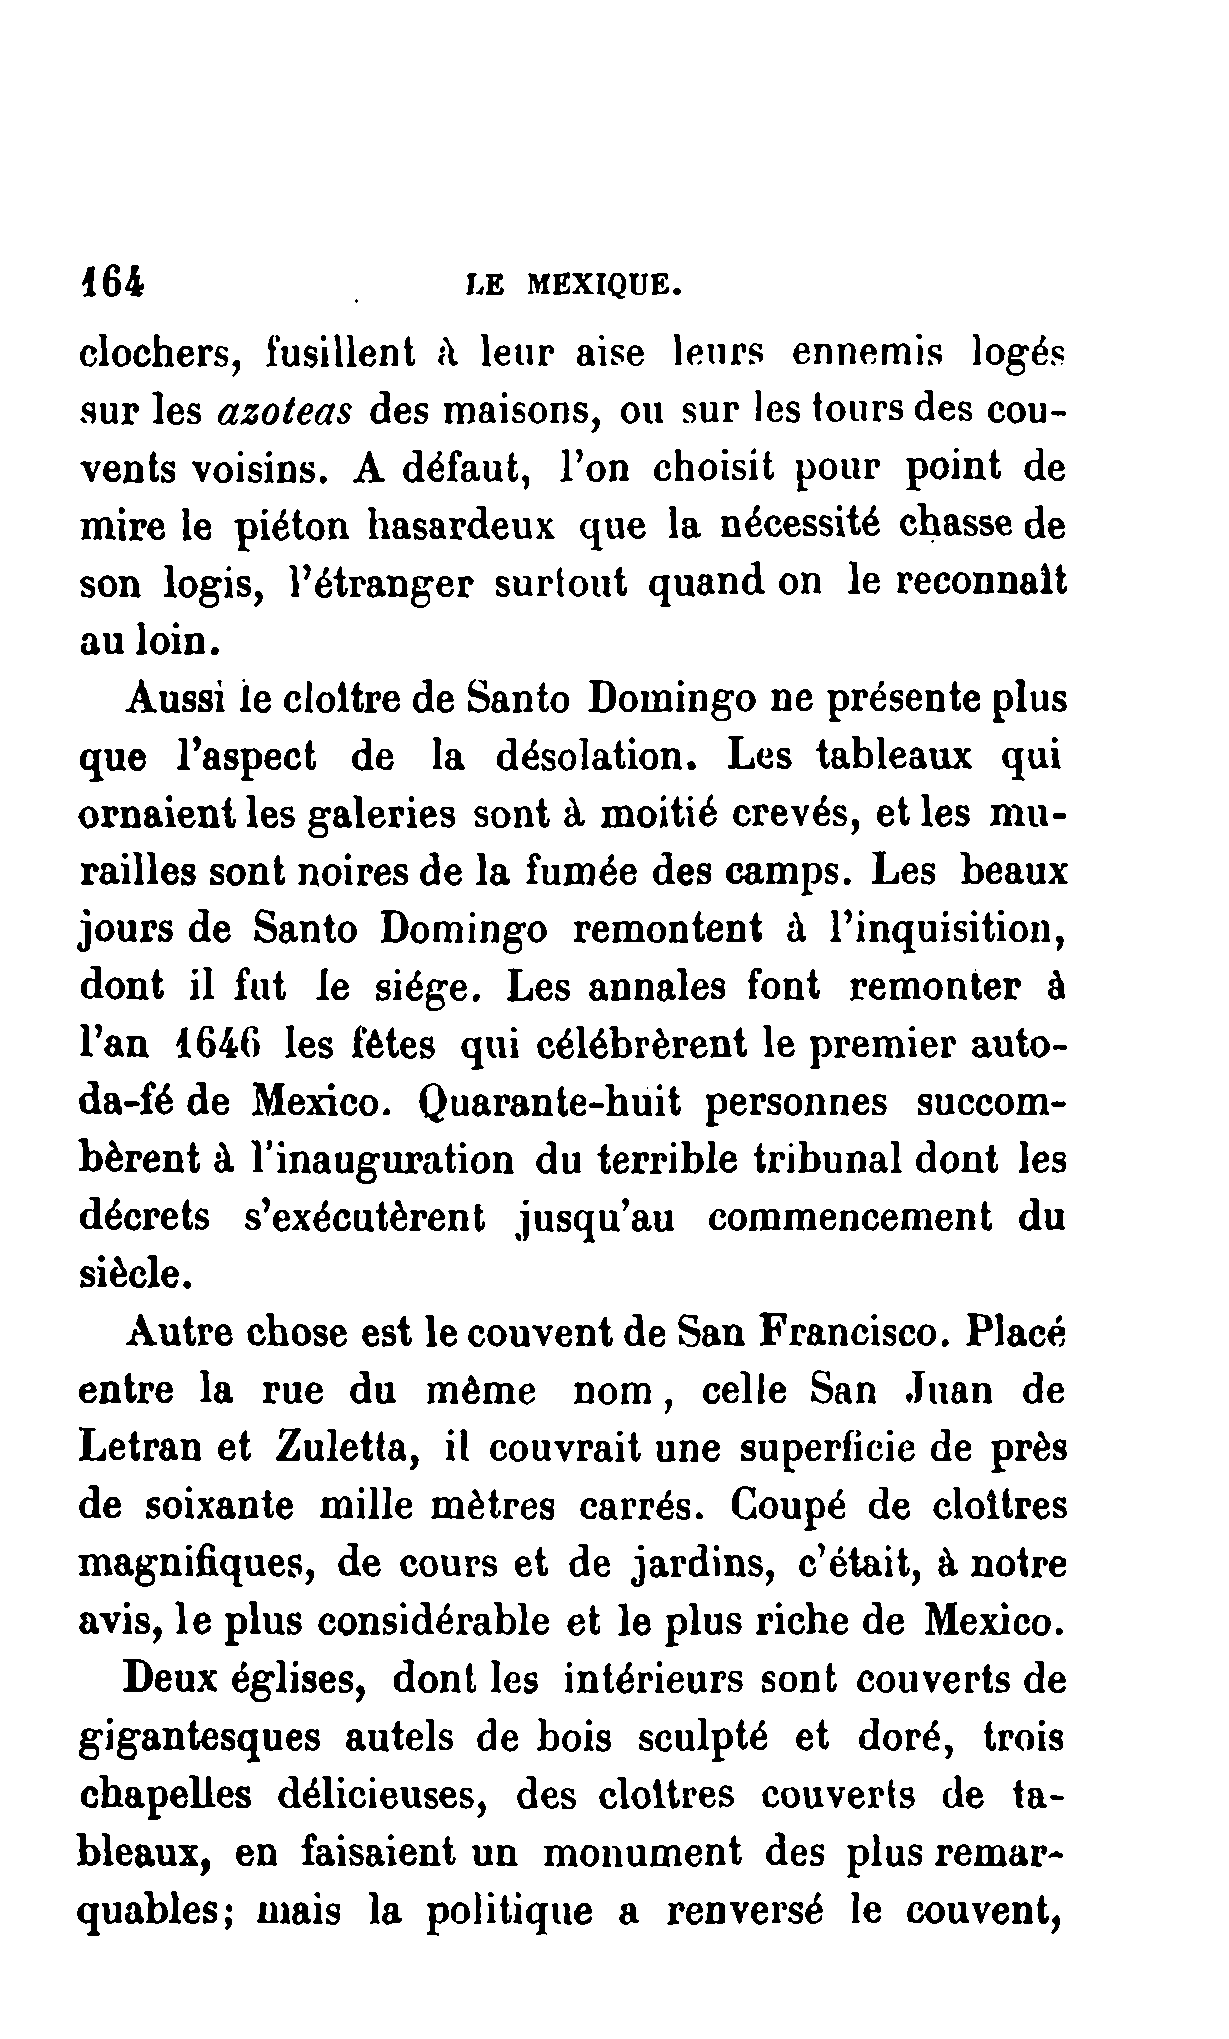 164 LE MEXIQUE.
clochers, fusillent à leur aise leurs ennemis logés
sur les azoteas des maisons, ou sur les tours des cou-
vents voisins. A défaut, l'on choisit pour point de
mire le piéton hasardeux que la nécessité chasse de
son logis, l'étranger surtout quand on le reconnaît
au loin.
Aussi le cloître de Santo Domingo ne présente plus
que l'aspect de la désolation. Les tableaux qui
ornaient les galeries sont à moitié crevés, et les mu-
railles sont noires de la fumée des camps. Les beaux
jours de Santo Domingo remontent à l'inquisition,
dont il fut le siége. Les annales font remonter à
l'an 1646 les fêtes qui célébrèrent le premier auto-
da-fé de Mexico. Quarante-huit personnes succom-
bèrent à l'inauguration du terrible tribunal dont les
décrets s'exécutèrent jusqu'au commencement du
siècle.
Autre chose est le couvent de San Francisco. Placé
entre la rue du même nom, celle San Juan de
Letran et Zuletta, il couvrait une superficie de près
de soixante mille mètres carrés. Coupé de cloîtres
magnifiques, de cours et de jardins, c'était, à notre
avis, le plus considérable et le plus riche de Mexico.
Deux églises, dont les intérieurs sont couverts de
gigantesques autels de bois sculpté et doré, trois
chapelles délicieuses, des cloîtres couverts de ta-
bleaux, en faisaient un monument des plus remar-
quables; mais la politique a renversé le couvent,